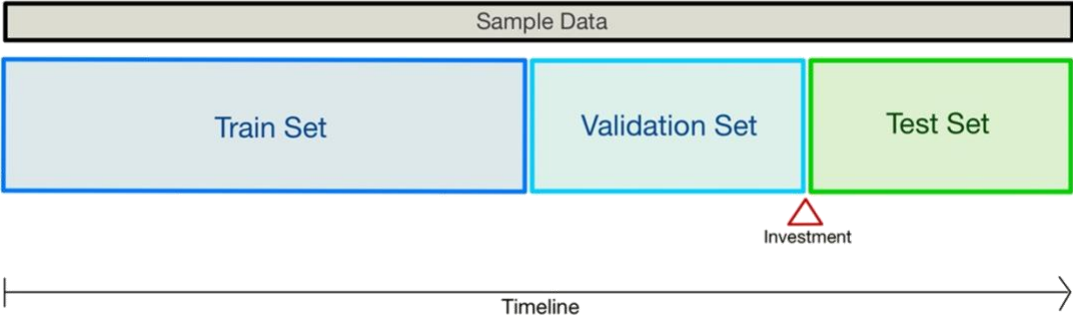 Sample Data
Train Set
Validation Set
Test Set
Investment
Timeline